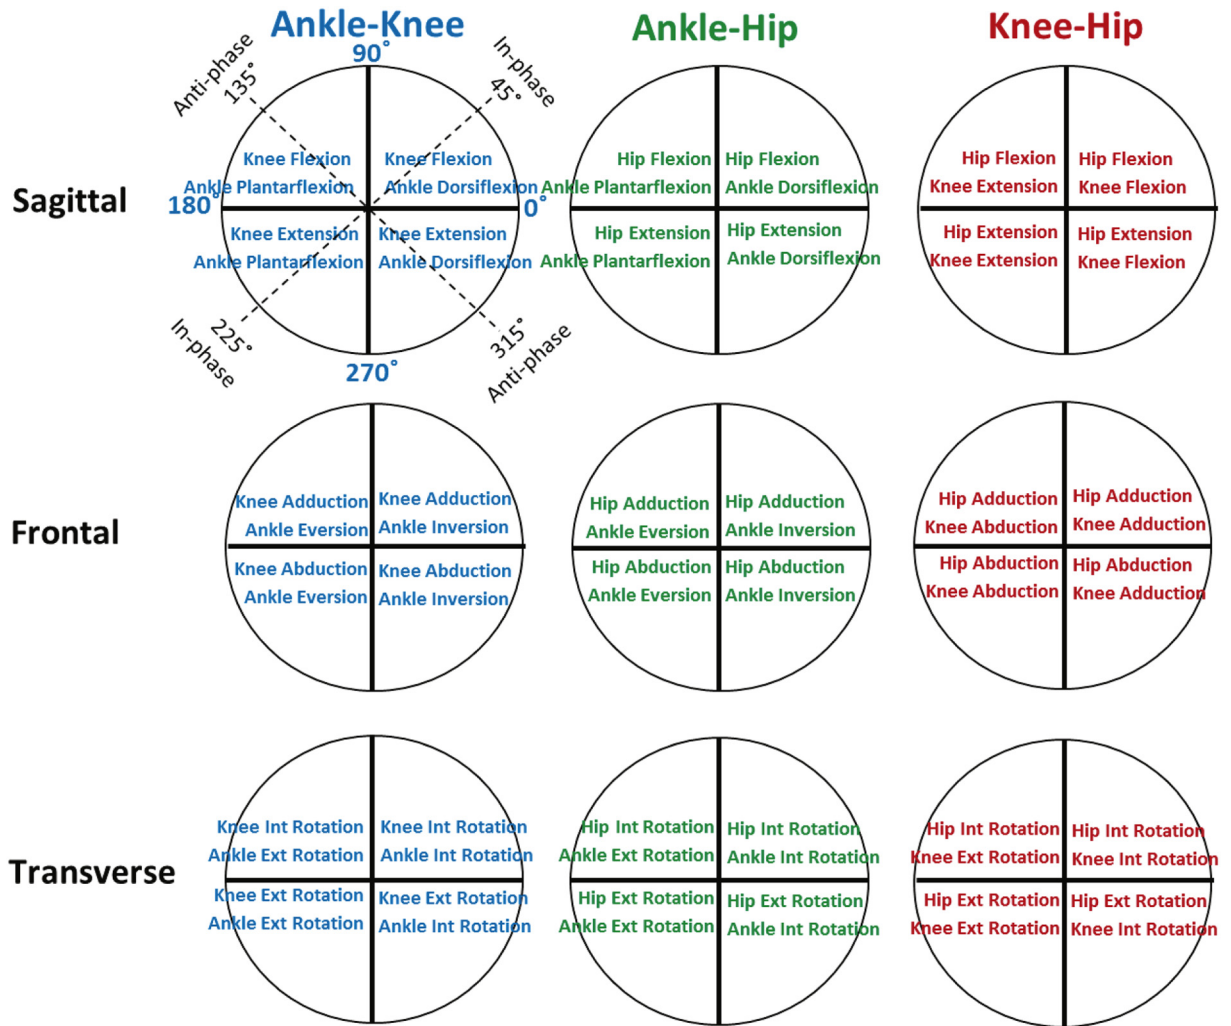 Ankle-Knee
Ankle-Hip
Knee-Hip
90°
Anti-phase
135°
In-phase
45°
Sagittal
180°
0°
Knee Flexion
Ankle Plantarflexion
Knee Flexion
Ankle Dorsiflexion
Knee Extension
Ankle Plantarflexion
Knee Extension
Ankle Dorsiflexion
225°
In-phase
315°
Anti-phase
270°
Hip Flexion
Ankle Plantarflexion
Hip Flexion
Ankle Dorsiflexion
Hip Extension
Ankle Plantarflexion
Hip Extension
Ankle Dorsiflexion
Hip Flexion
Knee Extension
Hip Flexion
Knee Flexion
Hip Extension
Knee Extension
Hip Extension
Knee Flexion
Frontal
Knee Adduction
Ankle Eversion
Knee Adduction
Ankle Inversion
Knee Abduction
Ankle Eversion
Knee Abduction
Ankle Inversion
Hip Adduction
Ankle Eversion
Hip Adduction
Ankle Inversion
Hip Abduction
Ankle Eversion
Hip Abduction
Ankle Inversion
Hip Adduction
Knee Abduction
Hip Adduction
Knee Adduction
Hip Abduction
Knee Abduction
Hip Abduction
Knee Adduction
Transverse
Knee Int Rotation
Ankle Ext Rotation
Knee Int Rotation
Ankle Int Rotation
Knee Ext Rotation
Ankle Ext Rotation
Knee Ext Rotation
Ankle Int Rotation
Hip Int Rotation
Ankle Ext Rotation
Hip Int Rotation
Ankle Int Rotation
Hip Ext Rotation
Ankle Ext Rotation
Hip Ext Rotation
Ankle Int Rotation
Hip Int Rotation
Knee Ext Rotation
Hip Int Rotation
Knee Int Rotation
Hip Ext Rotation
Knee Ext Rotation
Hip Ext Rotation
Knee Int Rotation